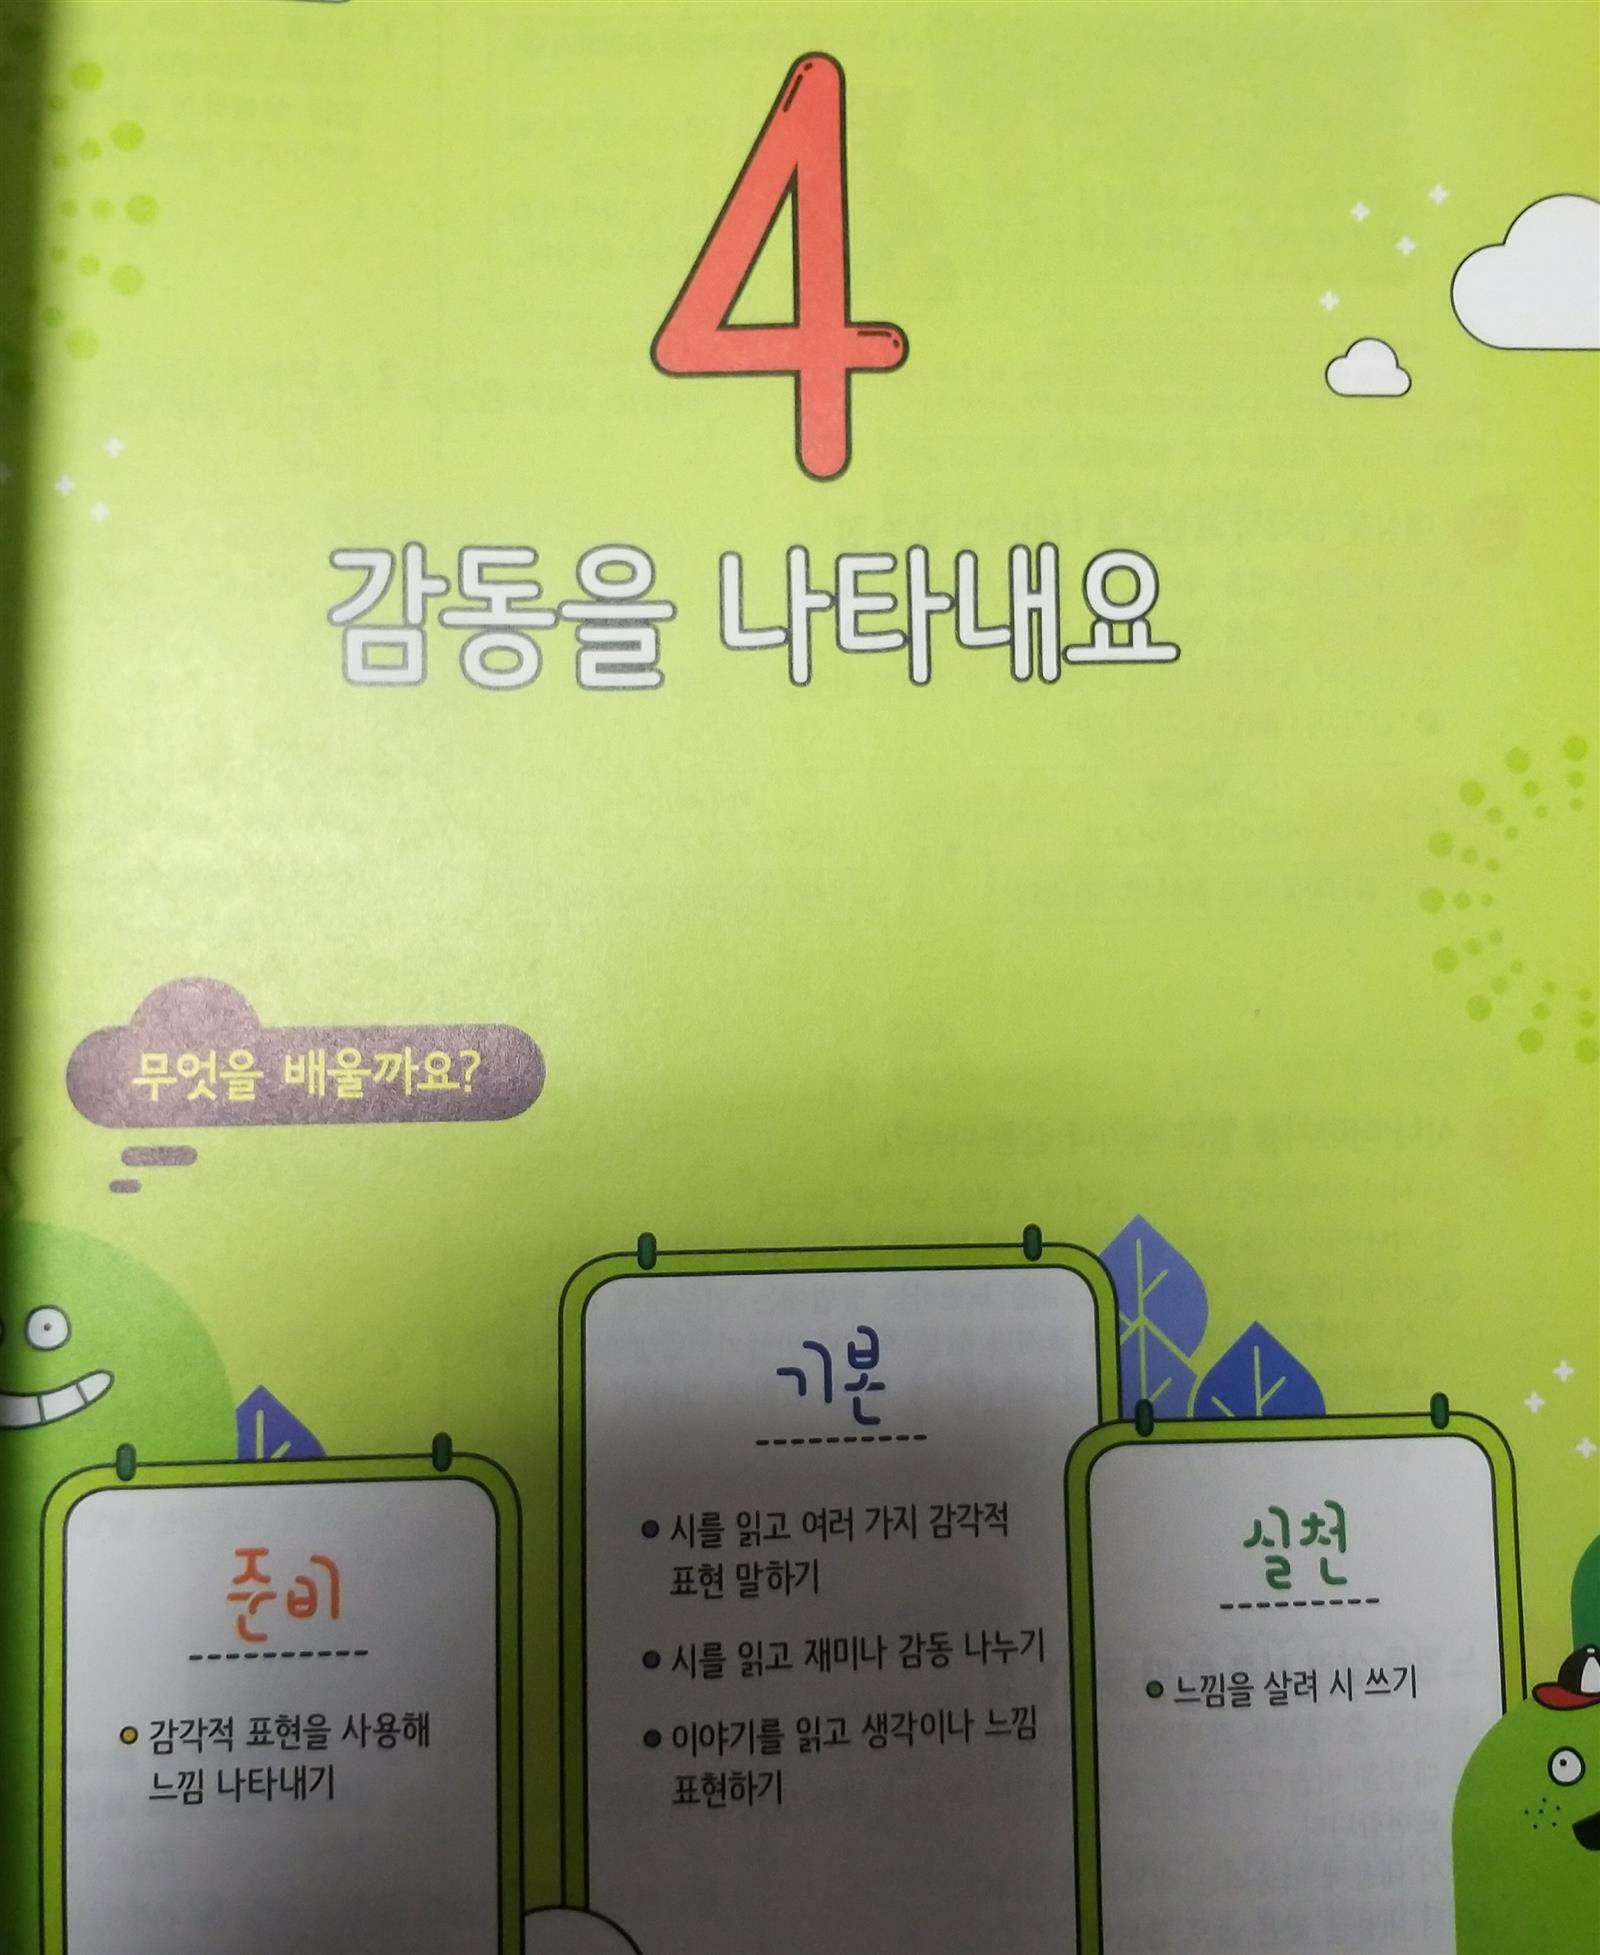 4
감동을 나타내요
무엇을 배울까요?
준비
감각적 표현을 사용해
느낌 나타내기
기본
시를 읽고 여러 가지 감각적
표현 말하기
시를 읽고 재미나 감동 나누기
이야기를 읽고 생각이나 느낌
표현하기
실천
느낌을 살려 시 쓰기